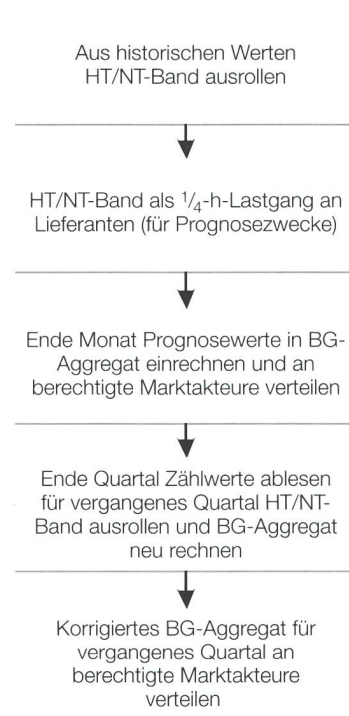 Aus historischen Werten
HT/NT-Band ausrollen
HT/NT-Band als 1/4-h-Lastgang an
Lieferanten (für Prognosezwecke)
Ende Monat Prognosewerte in BG-
Aggregat einrechnen und an
berechtigte Marktakteure verteilen
Ende Quartal Zählwerte ablesen
für vergangenes Quartal HT/NT-
Band ausrollen und BG-Aggregat
neu rechnen
Korrigiertes BG-Aggregat für
vergangenes Quartal an
berechtigte Marktakteure
verteilen